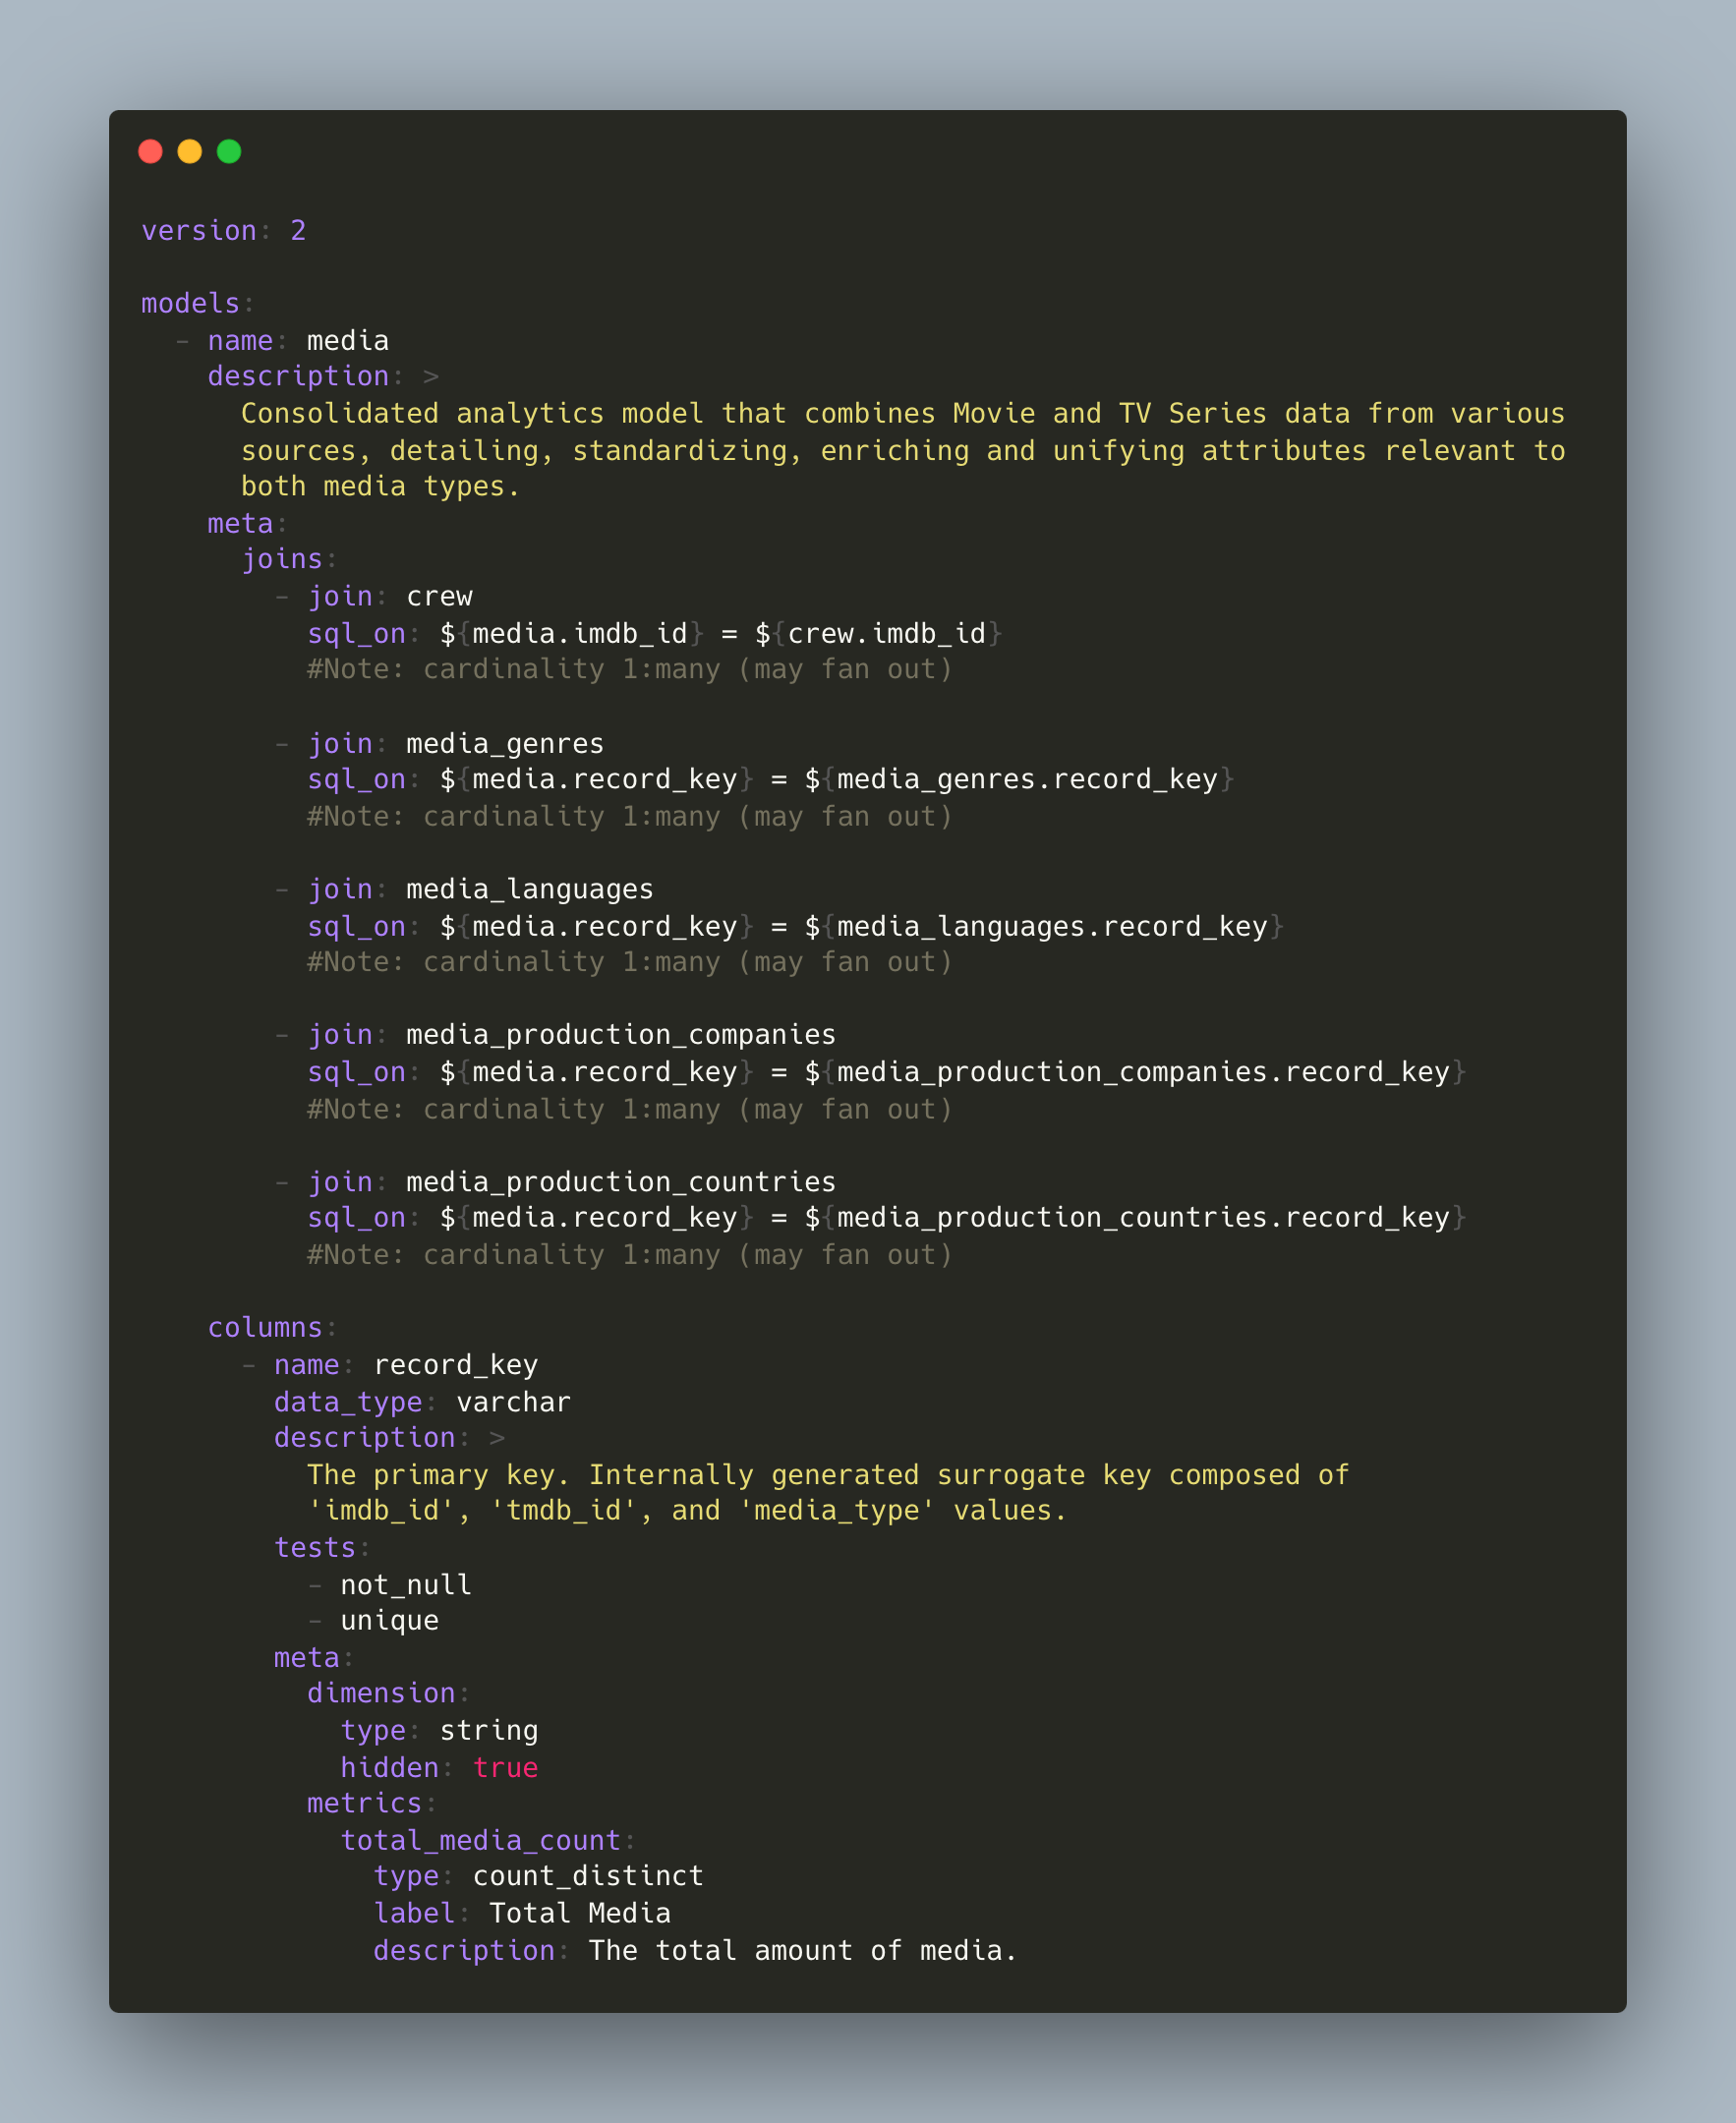 version: 2

models:
  - name: media
    description: >
      Consolidated analytics model that combines Movie and TV Series data from various
      sources, detailing, standardizing, enriching and unifying attributes relevant to
      both media types.
    meta:
      joins:
        - join: crew
          sql_on: ${media.imdb_id} = ${crew.imdb_id}
          #Note: cardinality 1:many (may fan out)

        - join: media_genres
          sql_on: ${media.record_key} = ${media_genres.record_key}
          #Note: cardinality 1:many (may fan out)

        - join: media_languages
          sql_on: ${media.record_key} = ${media_languages.record_key}
          #Note: cardinality 1:many (may fan out)

        - join: media_production_companies
          sql_on: ${media.record_key} = ${media_production_companies.record_key}
          #Note: cardinality 1:many (may fan out)

        - join: media_production_countries
          sql_on: ${media.record_key} = ${media_production_countries.record_key}
          #Note: cardinality 1:many (may fan out)

    columns:
      - name: record_key
        data_type: varchar
        description: >
          The primary key. Internally generated surrogate key composed of
          'imdb_id', 'tmdb_id', and 'media_type' values.
        tests:
          - not_null
          - unique
        meta:
          dimension:
            type: string
            hidden: true
          metrics:
            total_media_count:
              type: count_distinct
              label: Total Media
              description: The total amount of media.